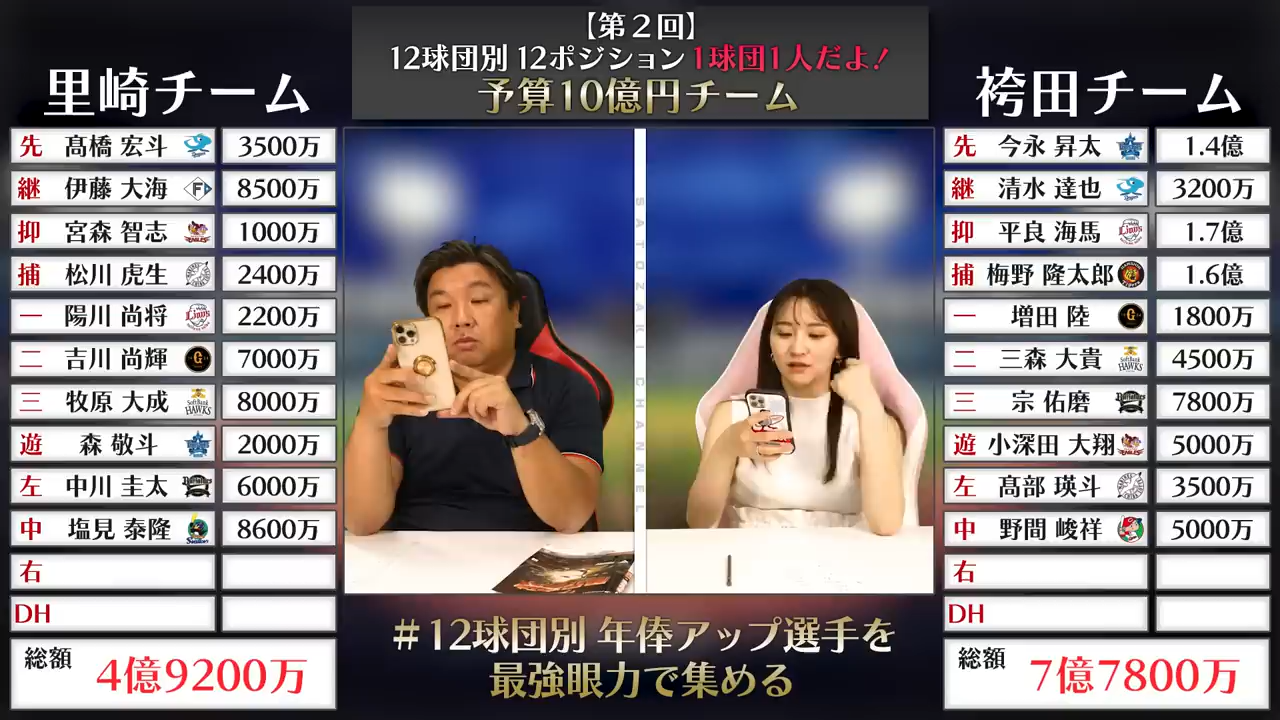 【第２回】
12球団別 12ポジション 1球団1人だよ！
予算10億円チーム
里崎チーム
先 髙橋 宏斗 3500万
継 伊藤 大海 F 8500万
抑 宮森 智志 EAGLES 1000万
捕 松川 虎生 2400万
一 陽川 尚将 Lions 2200万
二 吉川 尚輝 G 7000万
三 牧原 大成 SoftBank HAWKS 8000万
遊 森 敬斗 2000万
左 中川 圭太 Buffaloes 6000万
中 塩見 泰隆 Swallows 8600万
右
DH
総額 4億9200万
SATOZAKI CHANNEL
袴田チーム
先 今永 昇太 1.4億
継 清水 達也 3200万
抑 平良 海馬 Lions 1.7億
捕 梅野 隆太郎 1.6億
一 増田 陸 G 1800万
二 三森 大貴 SoftBank HAWKS 4500万
三 宗 佑磨 Buffaloes 7800万
遊 小深田 大翔 EAGLES 5000万
左 髙部 瑛斗 3500万
中 野間 峻祥 5000万
右
DH
総額 7億7800万
＃12球団別 年俸アップ選手を
最強眼力で集める